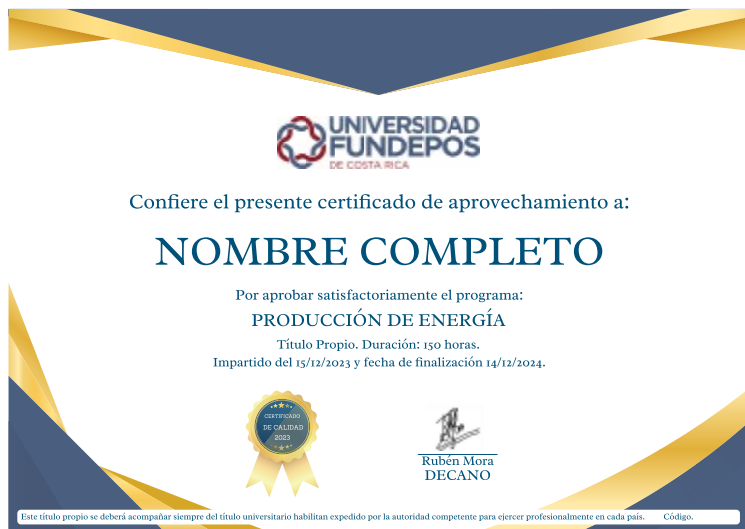 UNIVERSIDAD
FUNDEPOS
DE COSTA RICA
Confiere el presente certificado de aprovechamiento a:
NOMBRE COMPLETO
Por aprobar satisfactoriamente el programa:
PRODUCCIÓN DE ENERGÍA
Título Propio. Duración: 150 horas.
Impartido del 15/12/2023 y fecha de finalización 14/12/2024.
CERTIFICADO
DE CALIDAD
2023
Rubén Mora
DECANO
Este título propio se deberá acompañar siempre del título universitario habilitan expedido por la autoridad competente para ejercer profesionalmente en cada país. Código.